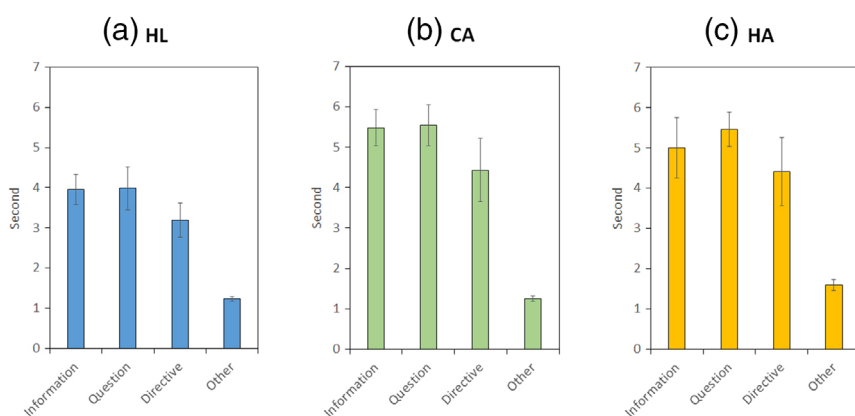 (a) HL
7
6
5
4
3
2
1
0
Second
Information
Question
Directive
Other
(b) CA
7
6
5
4
3
2
1
0
Second
Information
Question
Directive
Other
(c) HA
7
6
5
4
3
2
1
0
Second
Information
Question
Directive
Other